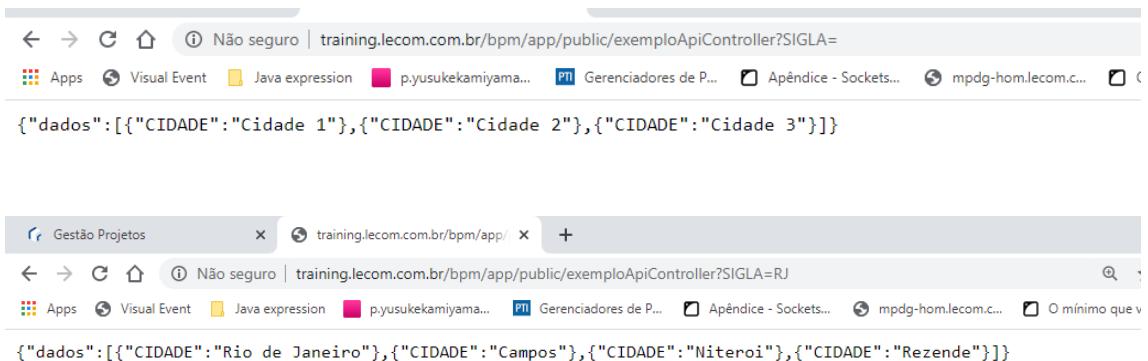 Não seguro | training.lecom.com.br/bpm/app/public/exemploApiController?SIGLA=
Apps Visual Event Java expression p.yusukekamiyama... PTI Gerenciadores de P... Apêndice - Sockets... mpdg-hom.lecom.c...
{"dados":[{"CIDADE":"Cidade 1"},{"CIDADE":"Cidade 2"},{"CIDADE":"Cidade 3"}]}
Gestão Projetos training.lecom.com.br/bpm/app/
Não seguro | training.lecom.com.br/bpm/app/public/exemploApiController?SIGLA=RJ
Apps Visual Event Java expression p.yusukekamiyama... PTI Gerenciadores de P... Apêndice - Sockets... mpdg-hom.lecom.c... O mínimo que v
{"dados":[{"CIDADE":"Rio de Janeiro"},{"CIDADE":"Campos"},{"CIDADE":"Niteroi"},{"CIDADE":"Rezende"}]}